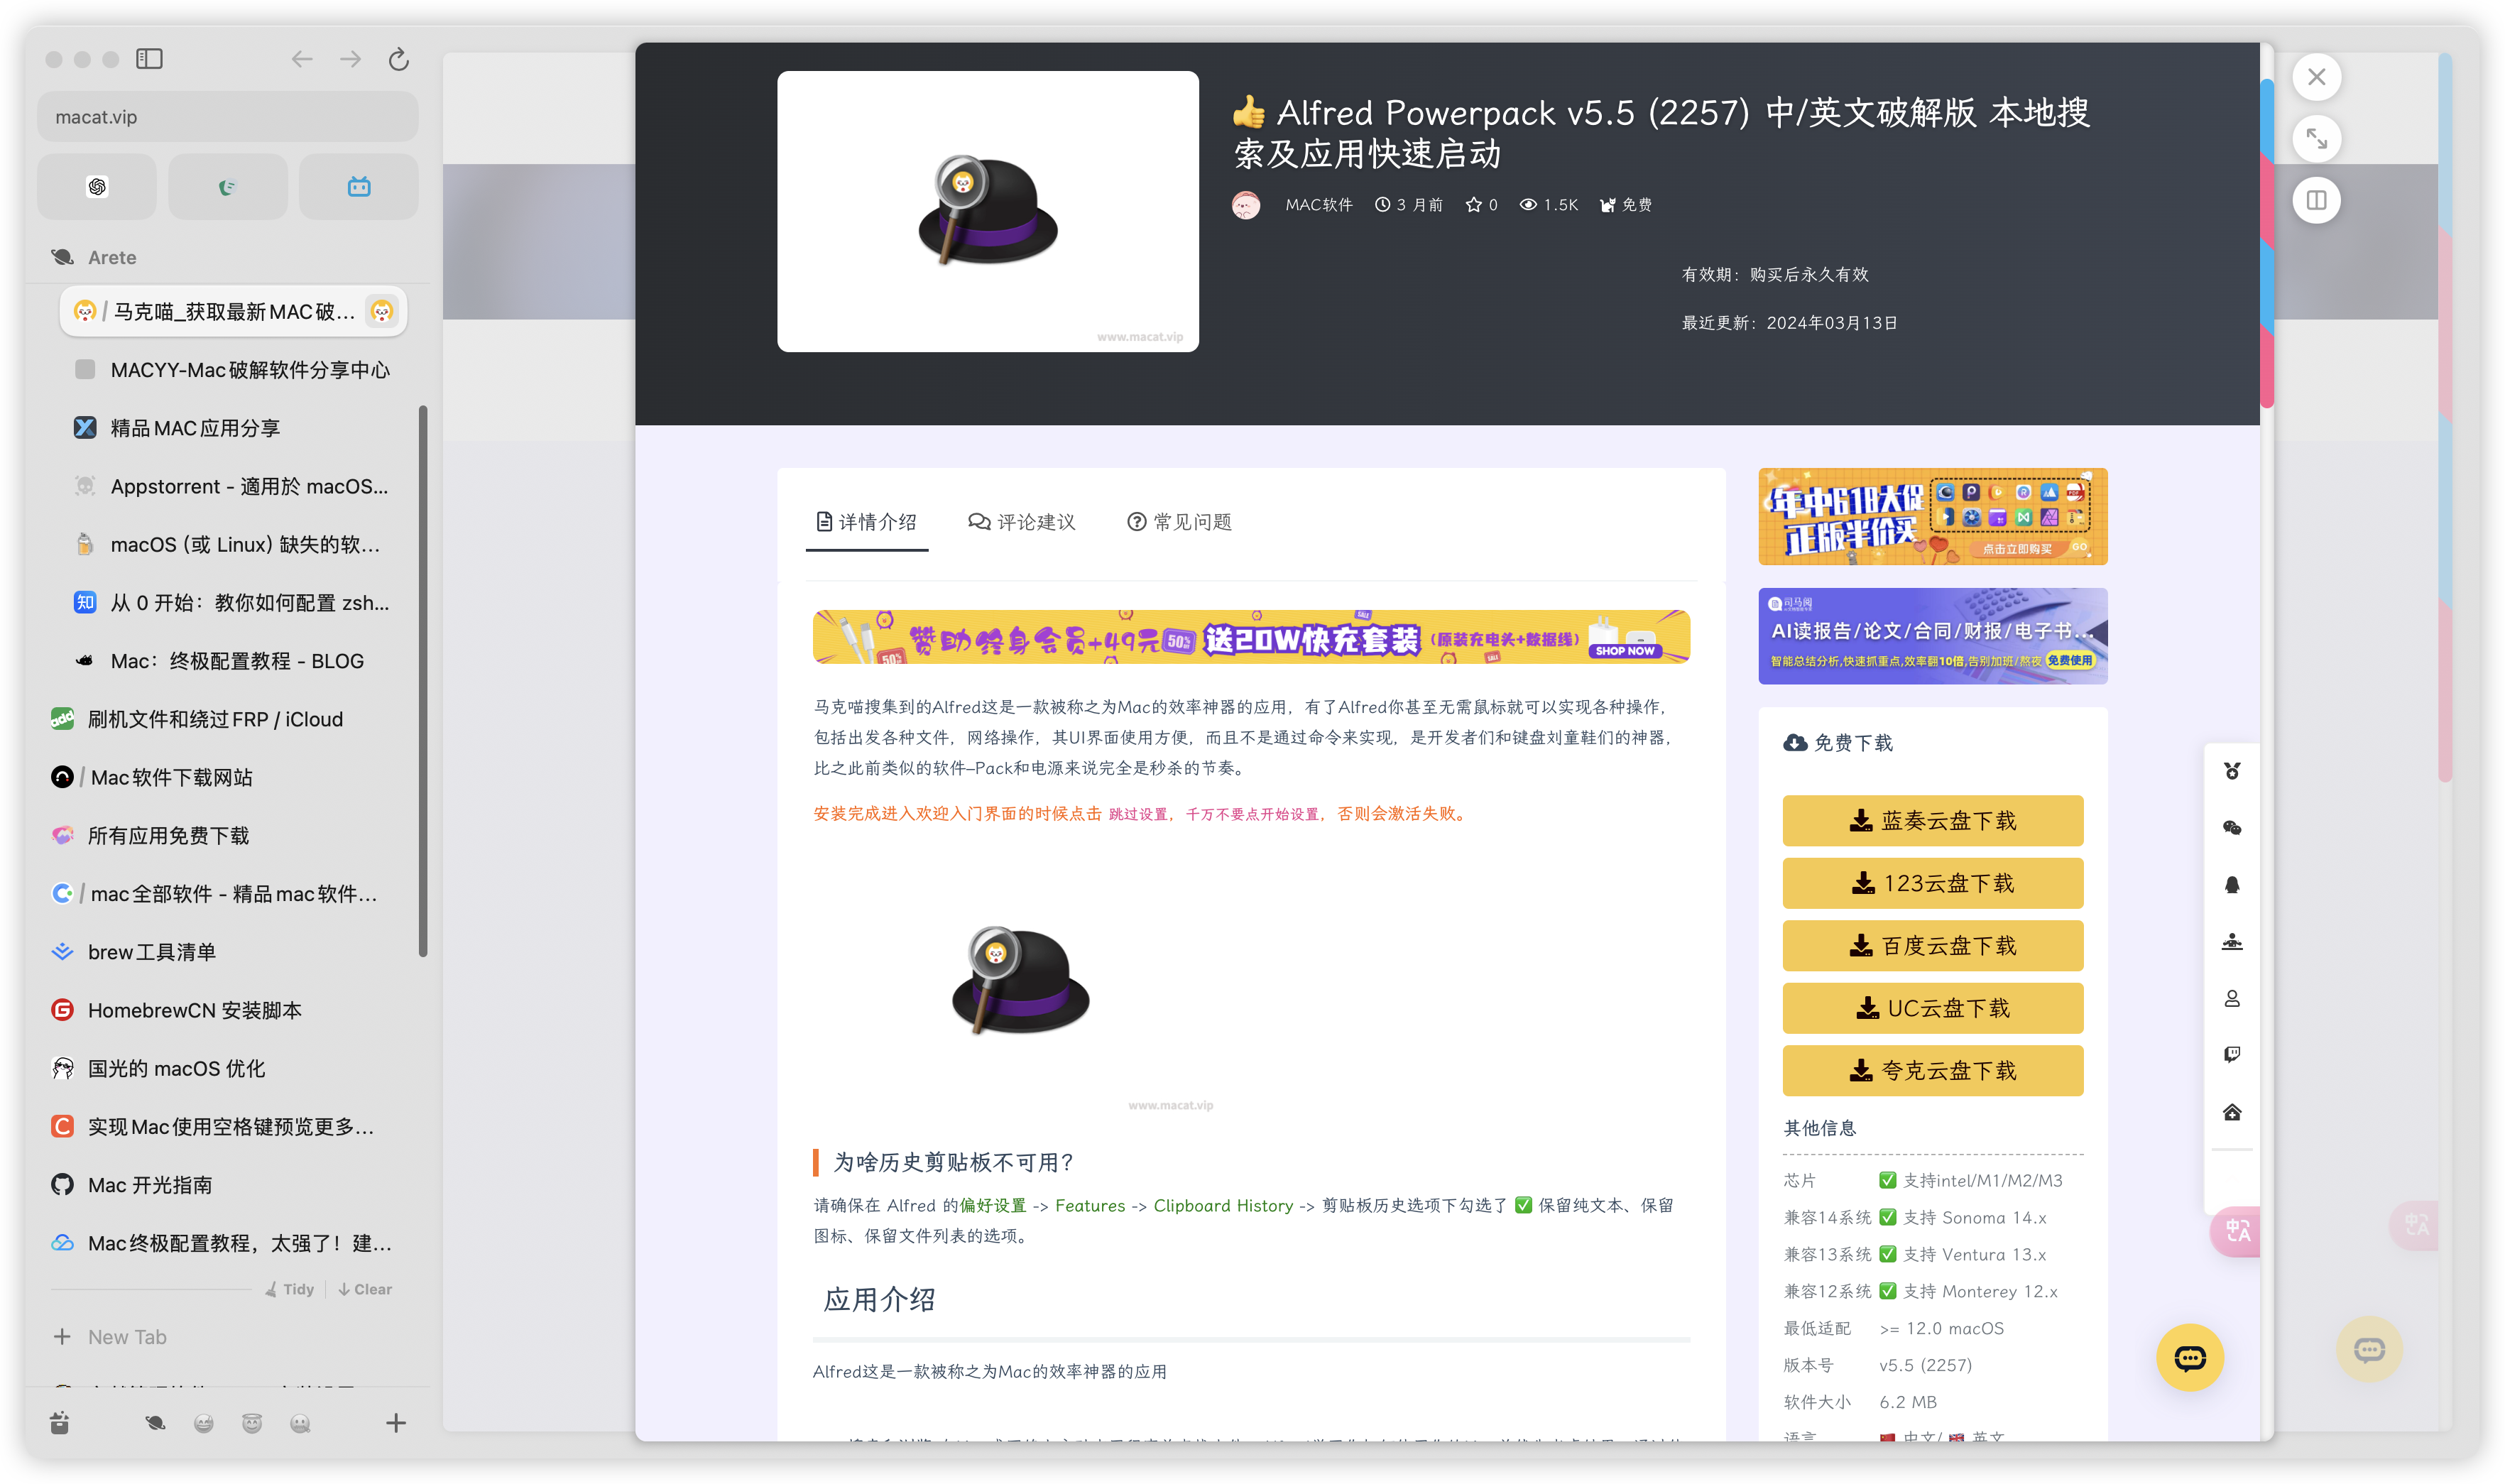 macat.vip
Arete
/ 马克喵_获取最新MAC破...
MACYY-Mac破解软件分享中心
精品MAC应用分享
Appstorrent - 適用於 macOS...
macOS (或 Linux) 缺失的软...
知 从 0 开始：教你如何配置 zsh...
Mac：终极配置教程 - BLOG
刷机文件和绕过FRP / iCloud
/ Mac软件下载网站
所有应用免费下载
/ mac全部软件 - 精品mac软件...
brew工具清单
HomebrewCN 安装脚本
国光的 macOS 优化
实现Mac使用空格键预览更多...
Mac 开光指南
Mac终极配置教程，太强了！建...
Tidy
Clear
New Tab
www.macat.vip
👍 Alfred Powerpack v5.5 (2257) 中/英文破解版 本地搜
索及应用快速启动
MAC软件 3 月前 0 1.5K 免费
有效期：购买后永久有效
最近更新：2024年03月13日
详情介绍 评论建议 常见问题
赞助终身会员+49元 50% 送20W快充套装 (原装充电头+数据线) SHOP NOW
马克喵搜集到的Alfred这是一款被称之为Mac的效率神器的应用，有了Alfred你甚至无需鼠标就可以实现各种操作，
包括出发各种文件，网络操作，其UI界面使用方便，而且不是通过命令来实现，是开发者们和键盘刘童鞋们的神器，
比之此前类似的软件–Pack和电源来说完全是秒杀的节奏。
安装完成进入欢迎入门界面的时候点击 跳过设置，千万不要点开始设置，否则会激活失败。
www.macat.vip
为啥历史剪贴板不可用？
请确保在 Alfred 的偏好设置 -> Features -> Clipboard History -> 剪贴板历史选项下勾选了 ✅ 保留纯文本、保留
图标、保留文件列表的选项。
应用介绍
Alfred这是一款被称之为Mac的效率神器的应用
年中618大促
正版半价买
点击立即购买 GO
司马阅
AI读报告/论文/合同/财报/电子书...
智能总结分析,快速抓重点,效率翻10倍,告别加班/熬夜 免费使用
免费下载
蓝奏云盘下载
123云盘下载
百度云盘下载
UC云盘下载
夸克云盘下载
其他信息
芯片 ✅ 支持intel/M1/M2/M3
兼容14系统 ✅ 支持 Sonoma 14.x
兼容13系统 ✅ 支持 Ventura 13.x
兼容12系统 ✅ 支持 Monterey 12.x
最低适配 >= 12.0 macOS
版本号 v5.5 (2257)
软件大小 6.2 MB
语言 中文/ 英文
中 A